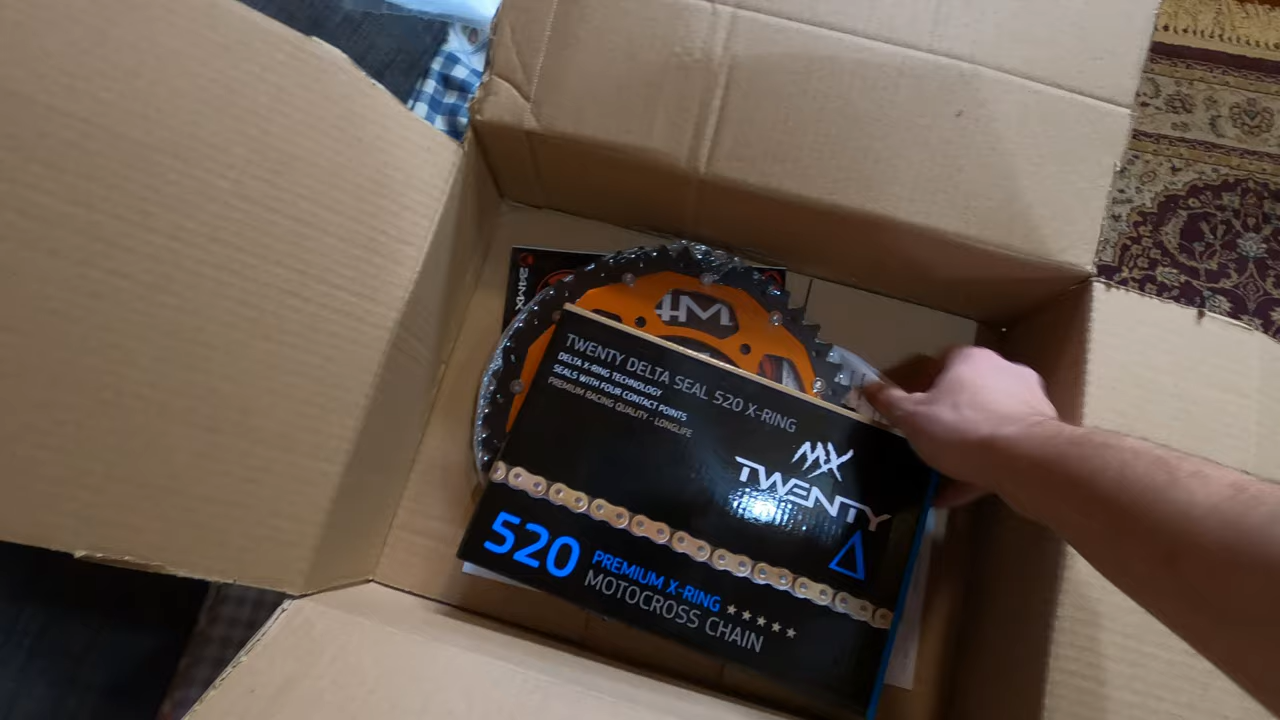 24MX
TWENTY DELTA SEAL 520 X-RING
DELTA X-RING TECHNOLOGY
SEALS WITH FOUR CONTACT POINTS
PREMIUM RACING QUALITY - LONGLIFE
MX
TWENTY
520
PREMIUM X-RING
MOTOCROSS CHAIN